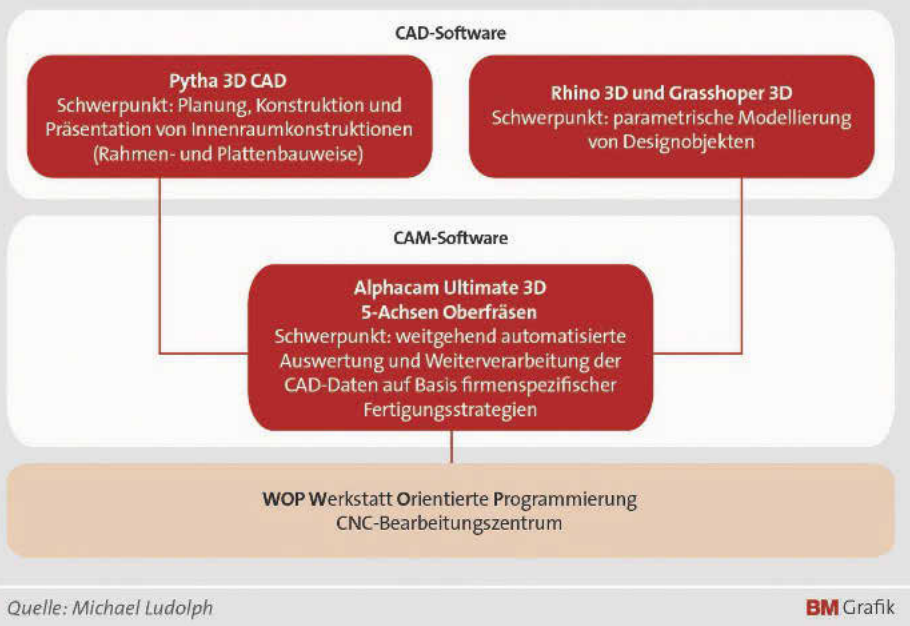 CAD-Software
Pytha 3D CAD
Schwerpunkt: Planung, Konstruktion und
Präsentation von Innenraumkonstruktionen
(Rahmen- und Plattenbauweise)
Rhino 3D und Grasshoper 3D
Schwerpunkt: parametrische Modellierung
von Designobjekten
CAM-Software
Alphacam Ultimate 3D
5-Achsen Oberfräsen
Schwerpunkt: weitgehend automatisierte
Auswertung und Weiterverarbeitung der
CAD-Daten auf Basis firmenspezifischer
Fertigungsstrategien
WOP Werkstatt Orientierte Programmierung
CNC-Bearbeitungszentrum
Quelle: Michael Ludolph
BM Grafik